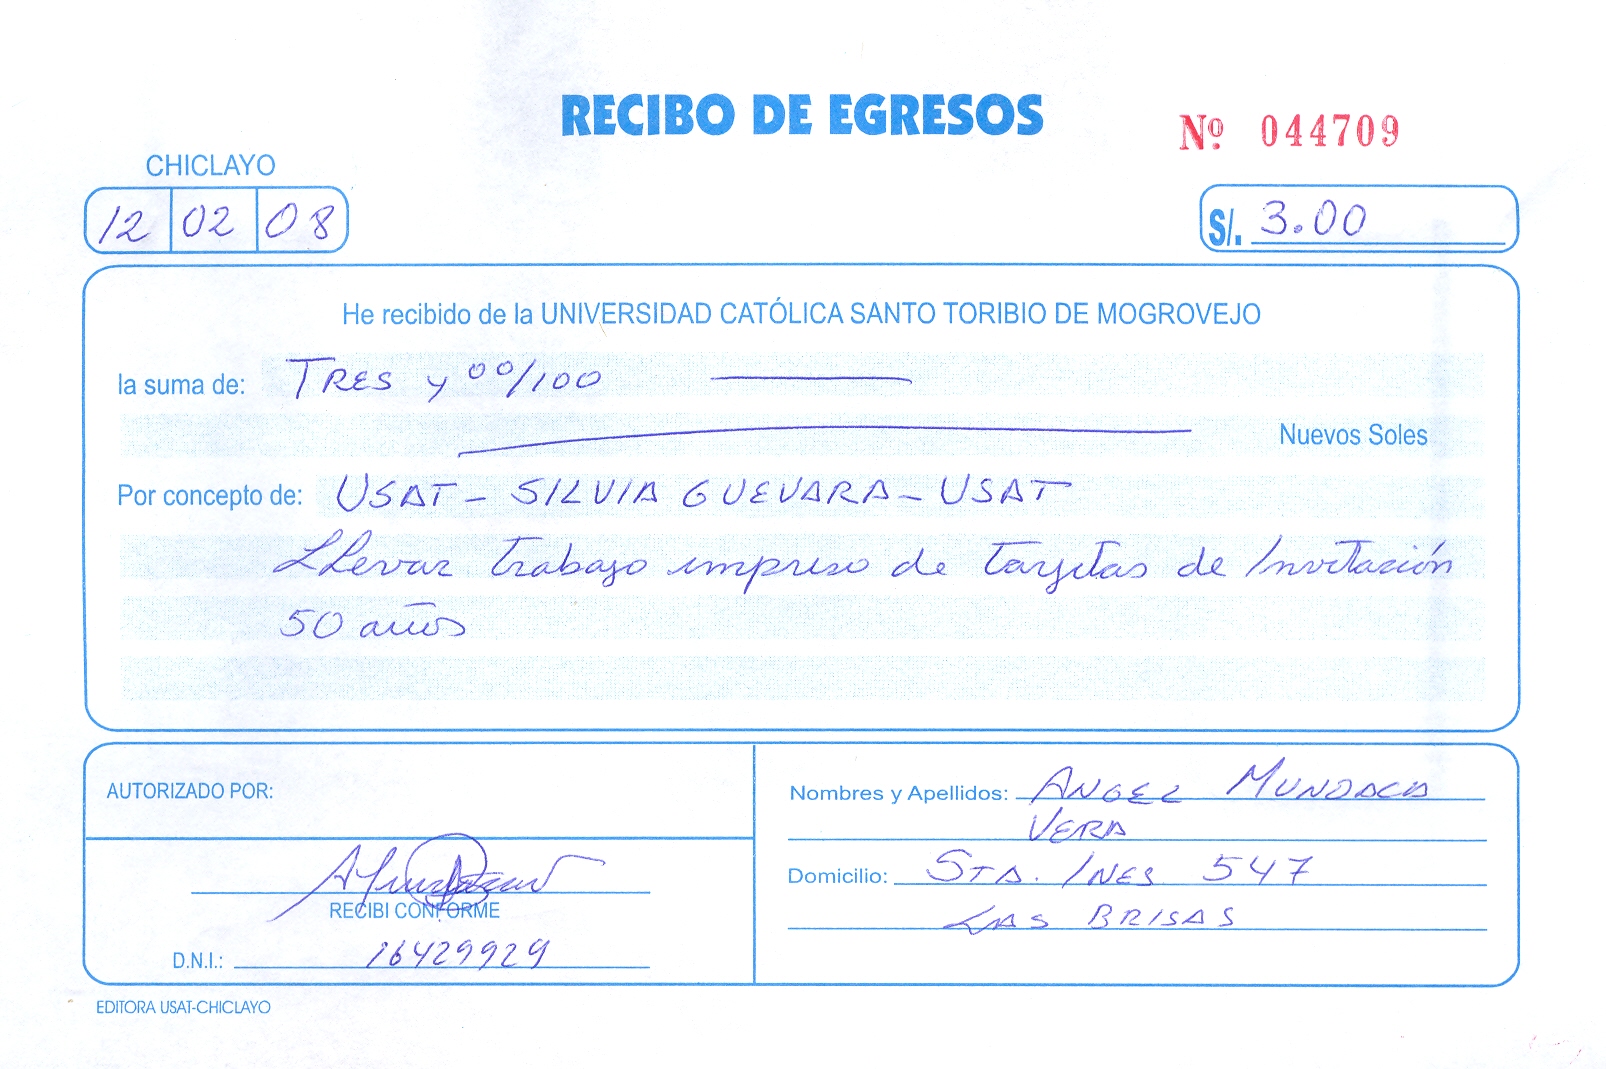 RECIBO DE EGRESOS
Nº 044709
CHICLAYO
12 02 08
S/. 3.00
He recibido de la UNIVERSIDAD CATÓLICA SANTO TORIBIO DE MOGROVEJO
la suma de: TRES y 00/100
Nuevos Soles
Por concepto de: USAT - SILVIA GUEVARA - USAT
LLevar trabajo impreso de tarjetas de Invitación
50 años
AUTORIZADO POR:
RECIBI CONFORME
D.N.I.: 16429929
Nombres y Apellidos: ANGEL MUNDACA
VERA
Domicilio: STA. INES 547
LAS BRISAS
EDITORA USAT-CHICLAYO